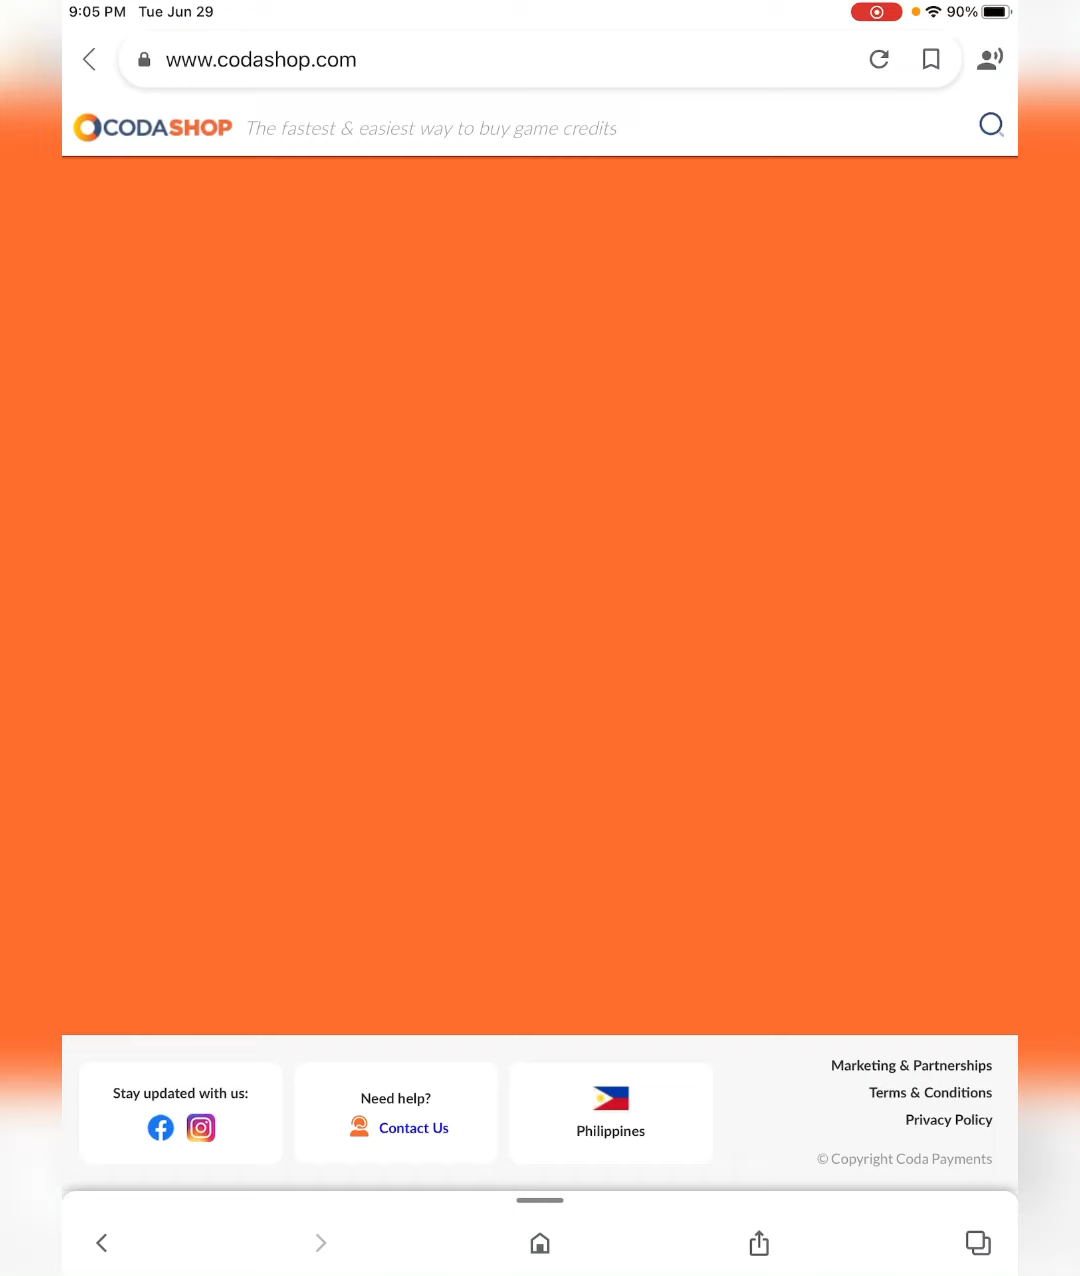 9:05 PM Tue Jun 29
90%
www.codashop.com
CODASHOP The fastest & easiest way to buy game credits
Stay updated with us:
Need help?
Contact Us
Philippines
Marketing & Partnerships
Terms & Conditions
Privacy Policy
© Copyright Coda Payments